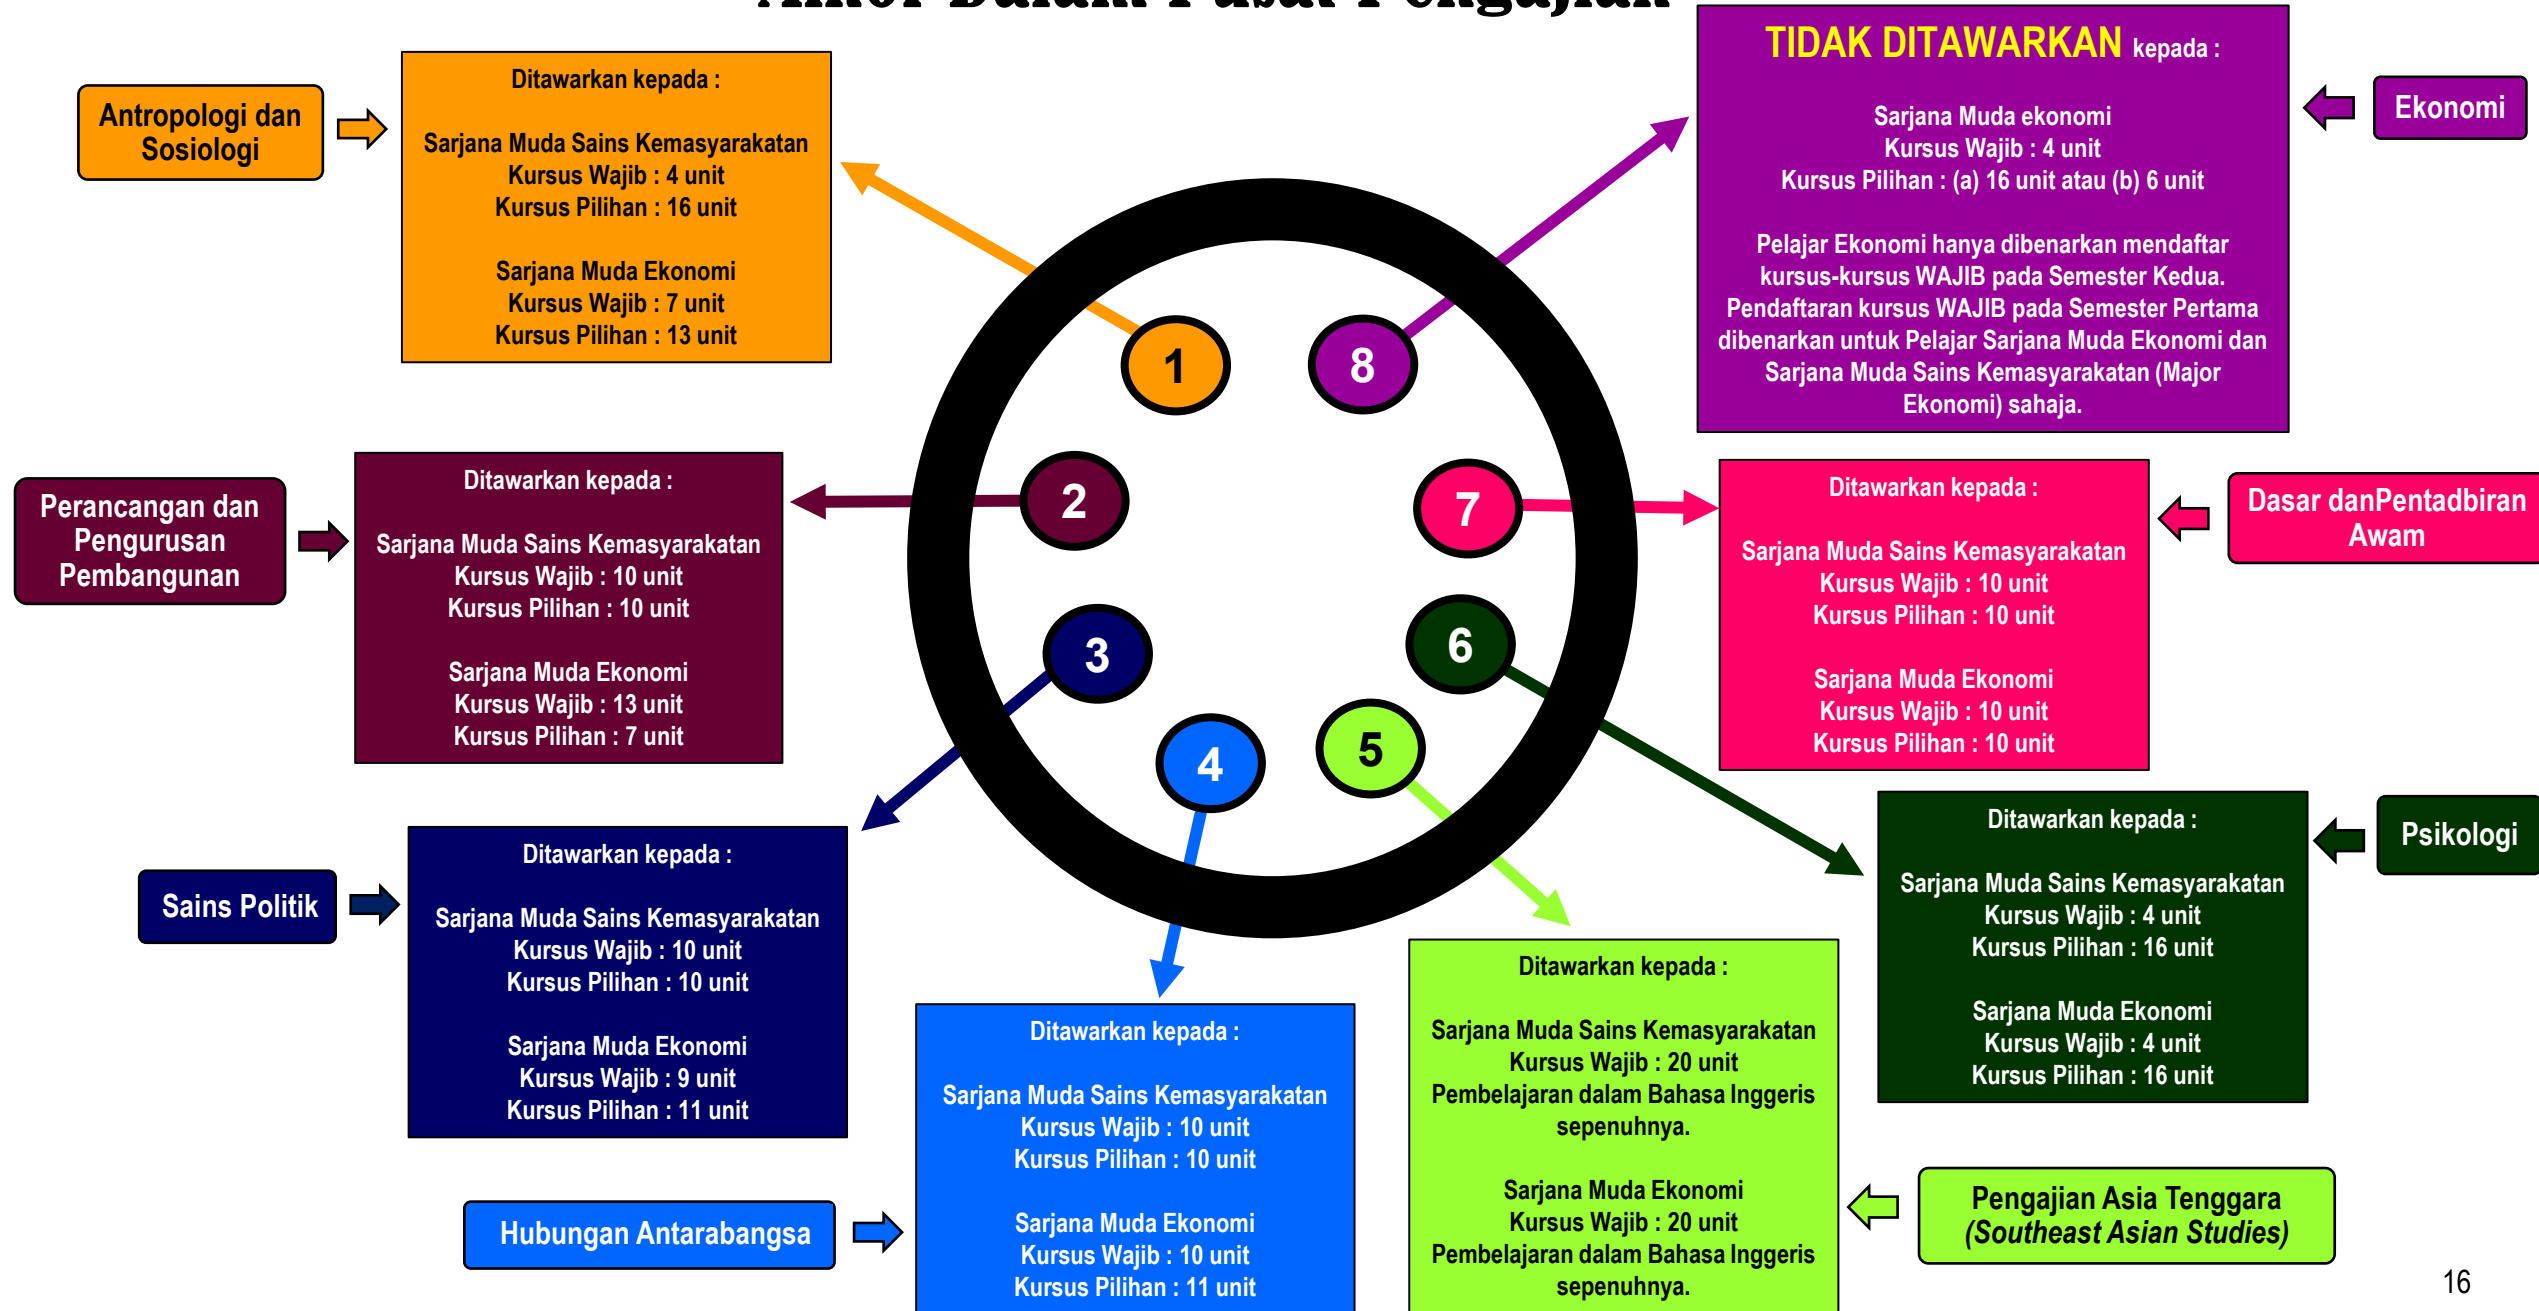 Minor Dalam Pusat Pengajian
Antropologi dan
Sosiologi
Ditawarkan kepada :
Sarjana Muda Sains Kemasyarakatan
Kursus Wajib : 4 unit
Kursus Pilihan : 16 unit
Sarjana Muda Ekonomi
Kursus Wajib : 7 unit
Kursus Pilihan : 13 unit
Perancangan dan
Pengurusan
Pembangunan
Ditawarkan kepada :
Sarjana Muda Sains Kemasyarakatan
Kursus Wajib : 10 unit
Kursus Pilihan : 10 unit
Sarjana Muda Ekonomi
Kursus Wajib : 13 unit
Kursus Pilihan : 7 unit
Sains Politik
Ditawarkan kepada :
Sarjana Muda Sains Kemasyarakatan
Kursus Wajib : 10 unit
Kursus Pilihan : 10 unit
Sarjana Muda Ekonomi
Kursus Wajib : 9 unit
Kursus Pilihan : 11 unit
Hubungan Antarabangsa
Ditawarkan kepada :
Sarjana Muda Sains Kemasyarakatan
Kursus Wajib : 10 unit
Kursus Pilihan : 10 unit
Sarjana Muda Ekonomi
Kursus Wajib : 10 unit
Kursus Pilihan : 11 unit
1
2
3
4
5
6
7
8
TIDAK DITAWARKAN kepada :
Sarjana Muda ekonomi
Kursus Wajib : 4 unit
Kursus Pilihan : (a) 16 unit atau (b) 6 unit
Pelajar Ekonomi hanya dibenarkan mendaftar
kursus-kursus WAJIB pada Semester Kedua.
Pendaftaran kursus WAJIB pada Semester Pertama
dibenarkan untuk Pelajar Sarjana Muda Ekonomi dan
Sarjana Muda Sains Kemasyarakatan (Major
Ekonomi) sahaja.
Ekonomi
Ditawarkan kepada :
Sarjana Muda Sains Kemasyarakatan
Kursus Wajib : 10 unit
Kursus Pilihan : 10 unit
Sarjana Muda Ekonomi
Kursus Wajib : 10 unit
Kursus Pilihan : 10 unit
Dasar danPentadbiran
Awam
Ditawarkan kepada :
Sarjana Muda Sains Kemasyarakatan
Kursus Wajib : 4 unit
Kursus Pilihan : 16 unit
Sarjana Muda Ekonomi
Kursus Wajib : 4 unit
Kursus Pilihan : 16 unit
Psikologi
Ditawarkan kepada :
Sarjana Muda Sains Kemasyarakatan
Kursus Wajib : 20 unit
Pembelajaran dalam Bahasa Inggeris
sepenuhnya.
Sarjana Muda Ekonomi
Kursus Wajib : 20 unit
Pembelajaran dalam Bahasa Inggeris
sepenuhnya.
Pengajian Asia Tenggara
(Southeast Asian Studies)
16